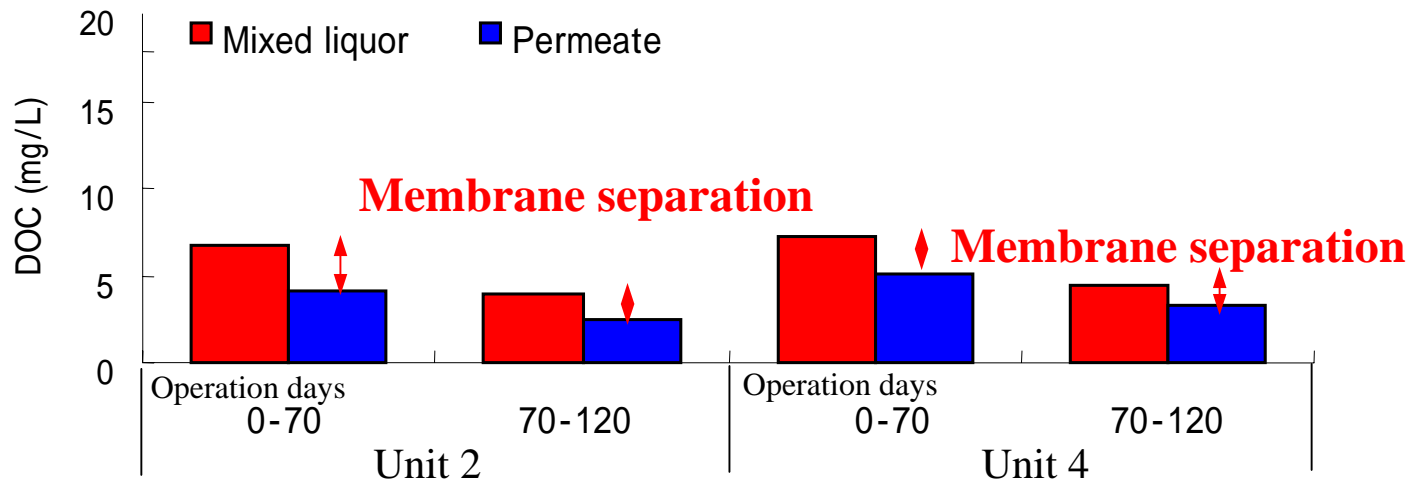 20
Mixed liquor
Permeate
15
10
5
0
DOC (mg/L)
Membrane separation
Membrane separation
Operation days
Operation days
0-70
70-120
0-70
70-120
Unit 2
Unit 4